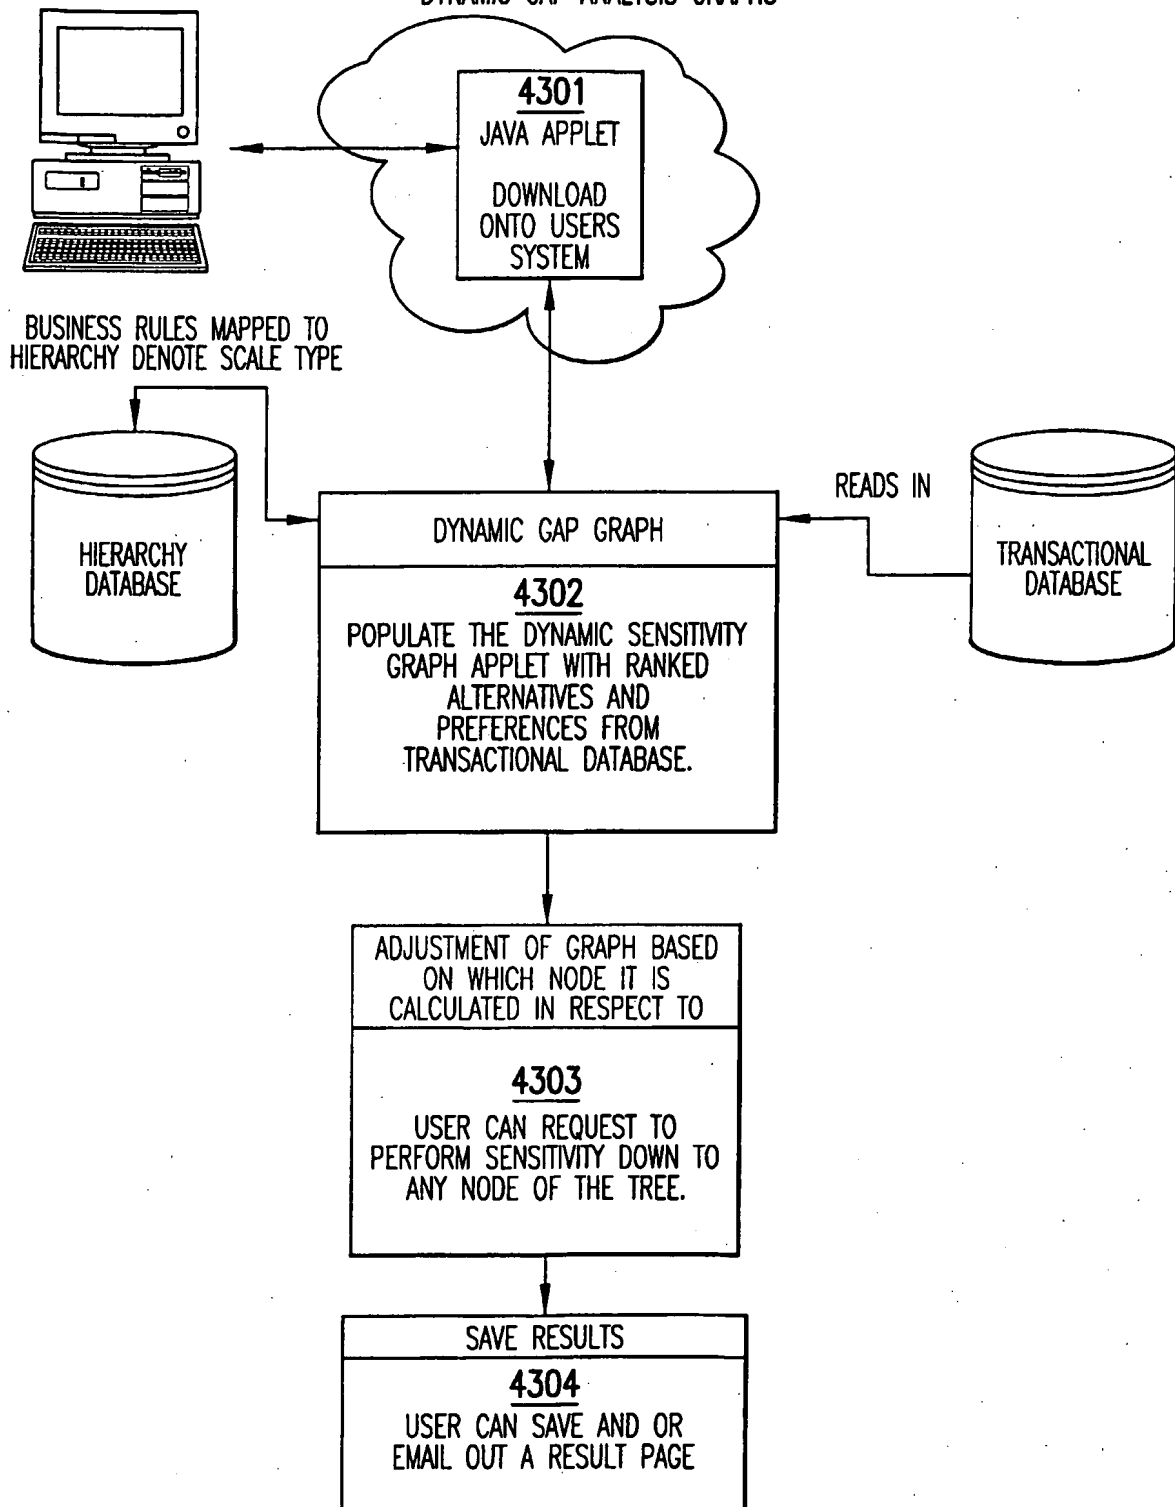 DYNAMIC GAP ANALYSIS GRAPHS
4301
JAVA APPLET
DOWNLOAD
ONTO USERS
SYSTEM
BUSINESS RULES MAPPED TO
HIERARCHY DENOTE SCALE TYPE
HIERARCHY
DATABASE
READS IN
TRANSACTIONAL
DATABASE
DYNAMIC GAP GRAPH
4302
POPULATE THE DYNAMIC SENSITIVITY
GRAPH APPLET WITH RANKED
ALTERNATIVES AND
PREFERENCES FROM
TRANSACTIONAL DATABASE.
ADJUSTMENT OF GRAPH BASED
ON WHICH NODE IT IS
CALCULATED IN RESPECT TO
4303
USER CAN REQUEST TO
PERFORM SENSITIVITY DOWN TO
ANY NODE OF THE TREE.
SAVE RESULTS
4304
USER CAN SAVE AND OR
EMAIL OUT A RESULT PAGE